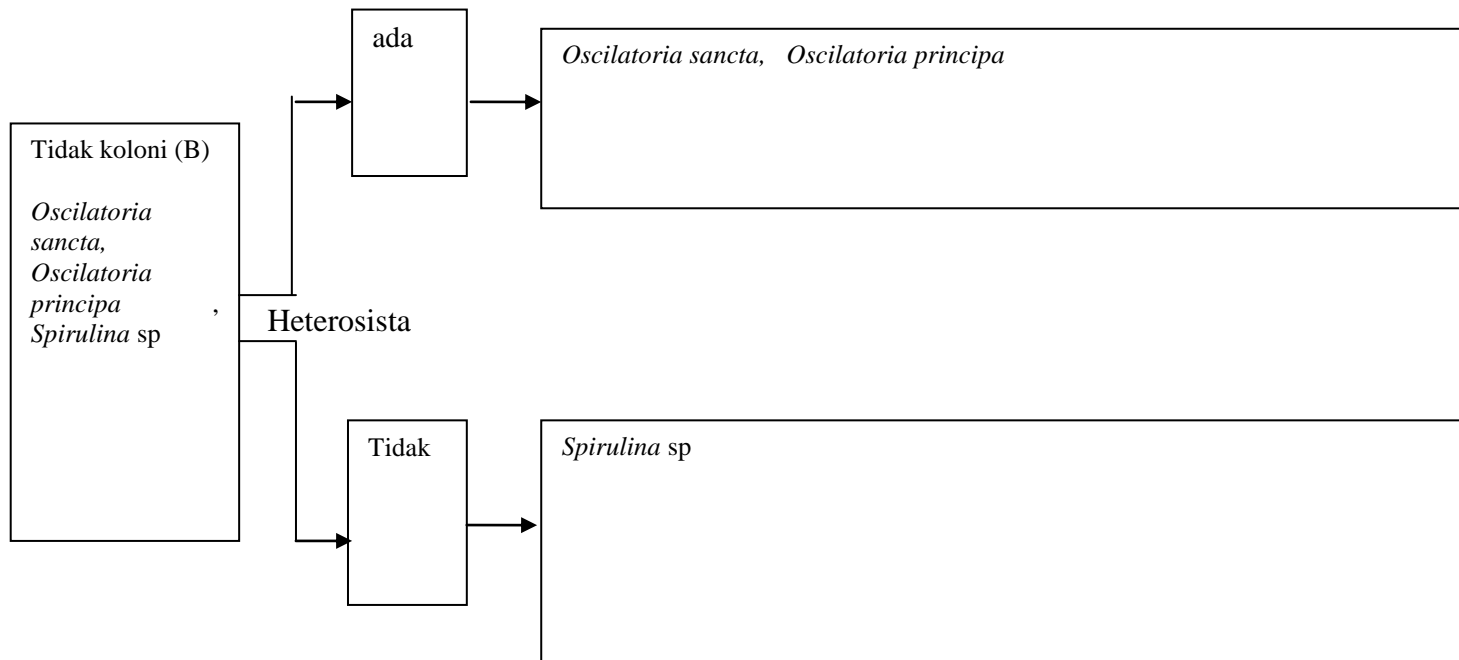 ada
Oscilatoria sancta, Oscilatoria principa
Tidak koloni (B)
Oscilatoria
sancta,
Oscilatoria
principa ,
Spirulina sp
Heterosista
Tidak
Spirulina sp